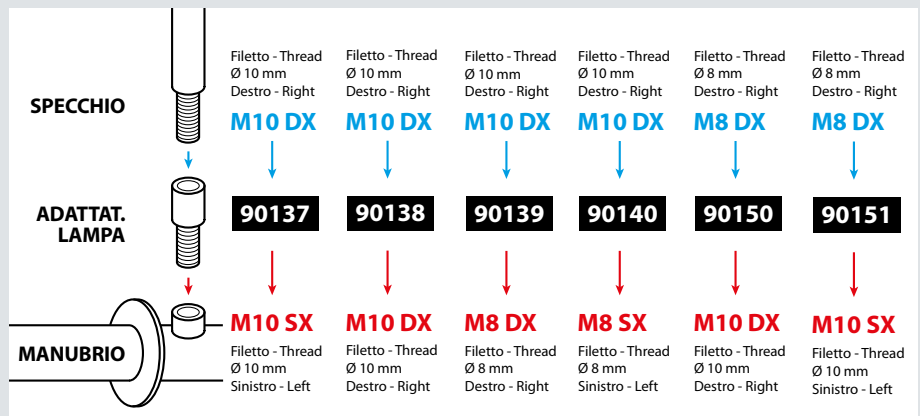 SPECCHIO
Filetto - Thread
Ø 10 mm
Destro - Right
M10 DX
Filetto - Thread
Ø 10 mm
Destro - Right
M10 DX
Filetto - Thread
Ø 10 mm
Destro - Right
M10 DX
Filetto - Thread
Ø 10 mm
Destro - Right
M10 DX
Filetto - Thread
Ø 8 mm
Destro - Right
M8 DX
Filetto - Thread
Ø 8 mm
Destro - Right
M8 DX
ADATTAT.
LAMPA
90137
90138
90139
90140
90150
90151
MANUBRIO
M10 SX
Filetto - Thread
Ø 10 mm
Sinistro - Left
M10 DX
Filetto - Thread
Ø 10 mm
Destro - Right
M8 DX
Filetto - Thread
Ø 8 mm
Destro - Right
M8 SX
Filetto - Thread
Ø 8 mm
Sinistro - Left
M10 DX
Filetto - Thread
Ø 10 mm
Destro - Right
M10 SX
Filetto - Thread
Ø 10 mm
Sinistro - Left